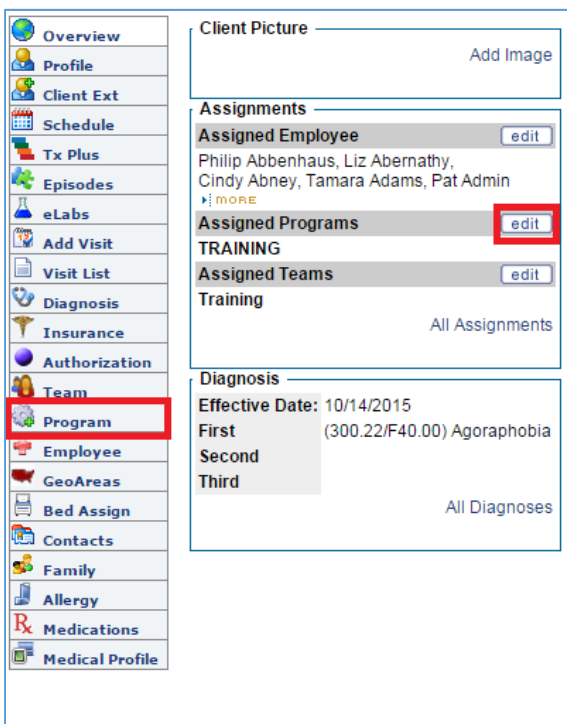 Overview
Profile
Client Ext
Schedule
Tx Plus
Episodes
eLabs
Add Visit
Visit List
Diagnosis
Insurance
Authorization
Team
Program
Employee
GeoAreas
Bed Assign
Contacts
Family
Allergy
Medications
Medical Profile
Client Picture
Add Image
Assignments
Assigned Employee edit
Philip Abbenhaus, Liz Abernathy,
Cindy Abney, Tamara Adams, Pat Admin
MORE
Assigned Programs edit
TRAINING
Assigned Teams edit
Training
All Assignments
Diagnosis
Effective Date: 10/14/2015
First (300.22/F40.00) Agoraphobia
Second
Third
All Diagnoses